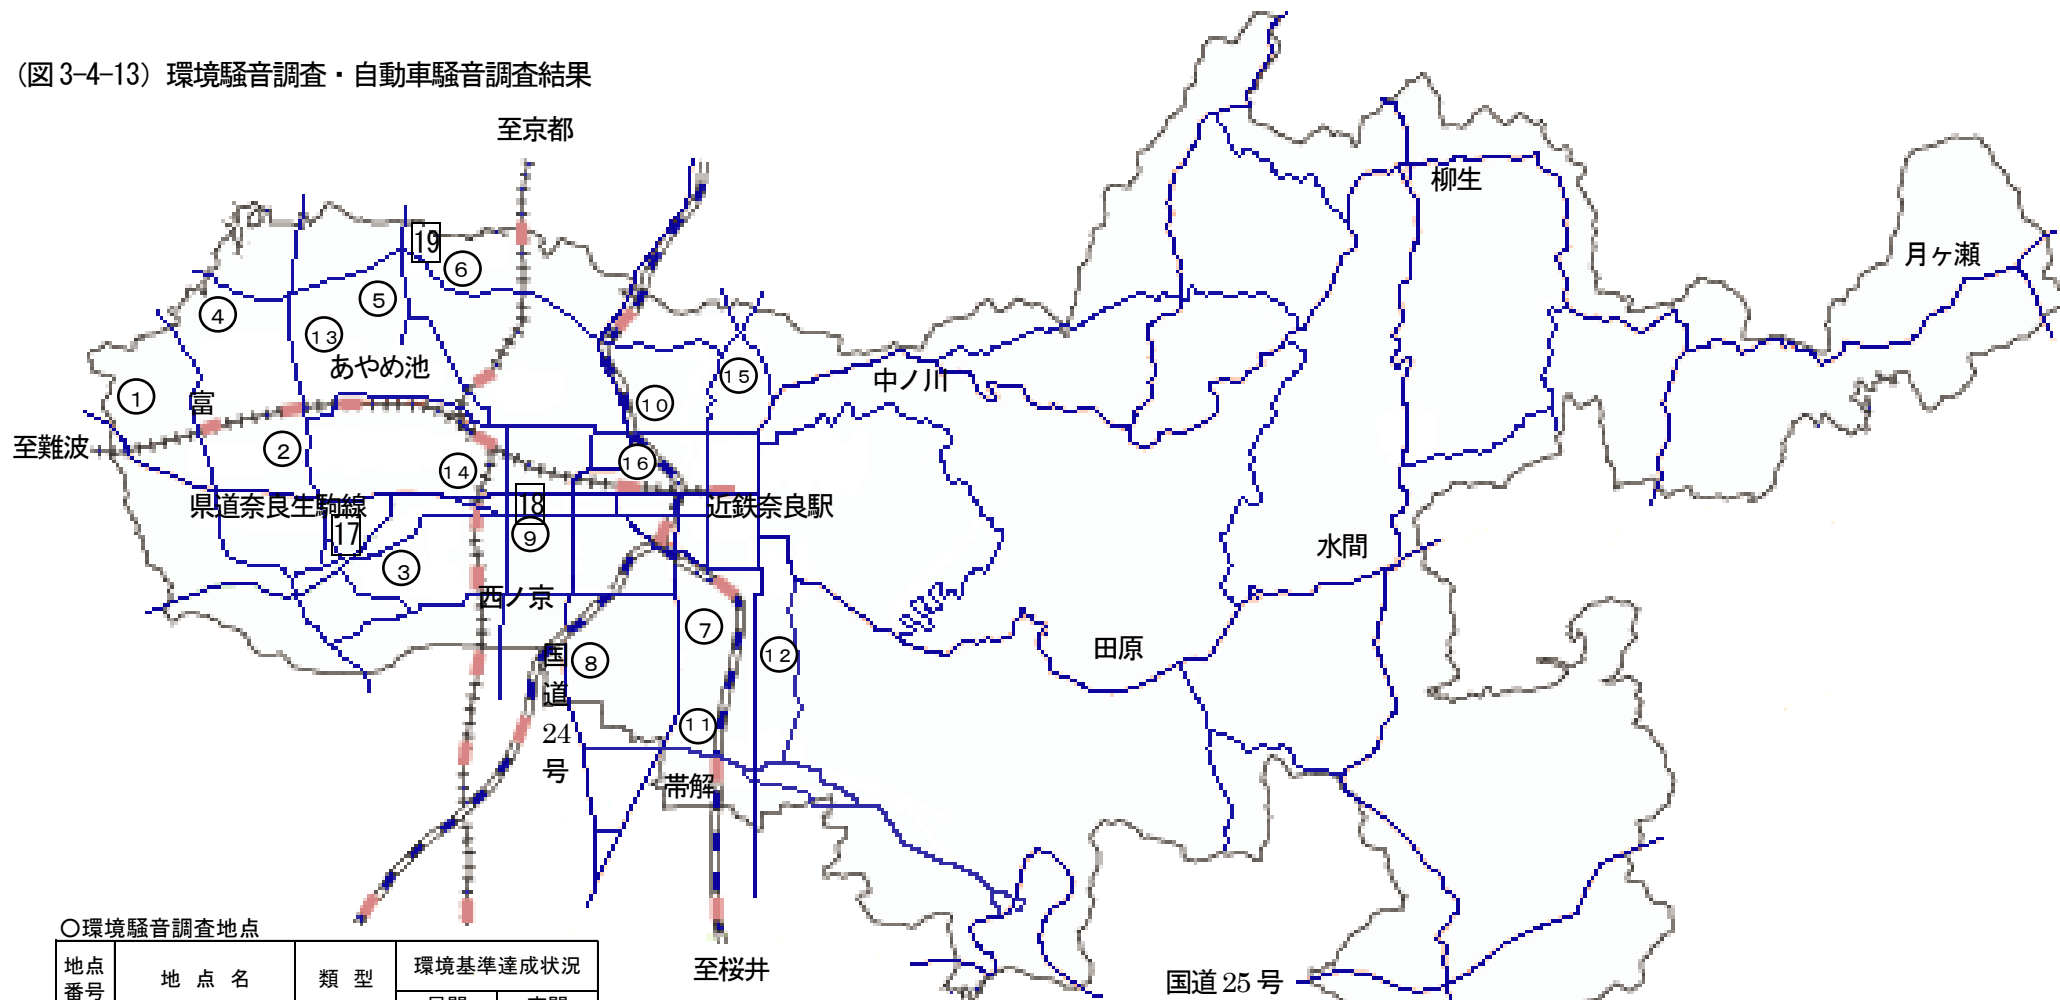 (図3-4-13) 環境騒音調査・自動車騒音調査結果
至京都
柳生
19
月ヶ瀬
⑥
⑤
④
⑬
あやめ池
⑮
中ノ川
①
富
⑩
至難波
②
⑭
⑯
県道奈良生駒線
18
近鉄奈良駅
17
⑨
水間
③
西ノ京
⑦
田原
⑧
⑫
国
道
24
号
⑪
帯解
○環境騒音調査地点
至桜井
国道25号
地点
番号
地 点 名
類 型
環境基準達成状況